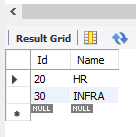 Result Grid
Id Name
20 HR
30 INFRA
NULL NULL